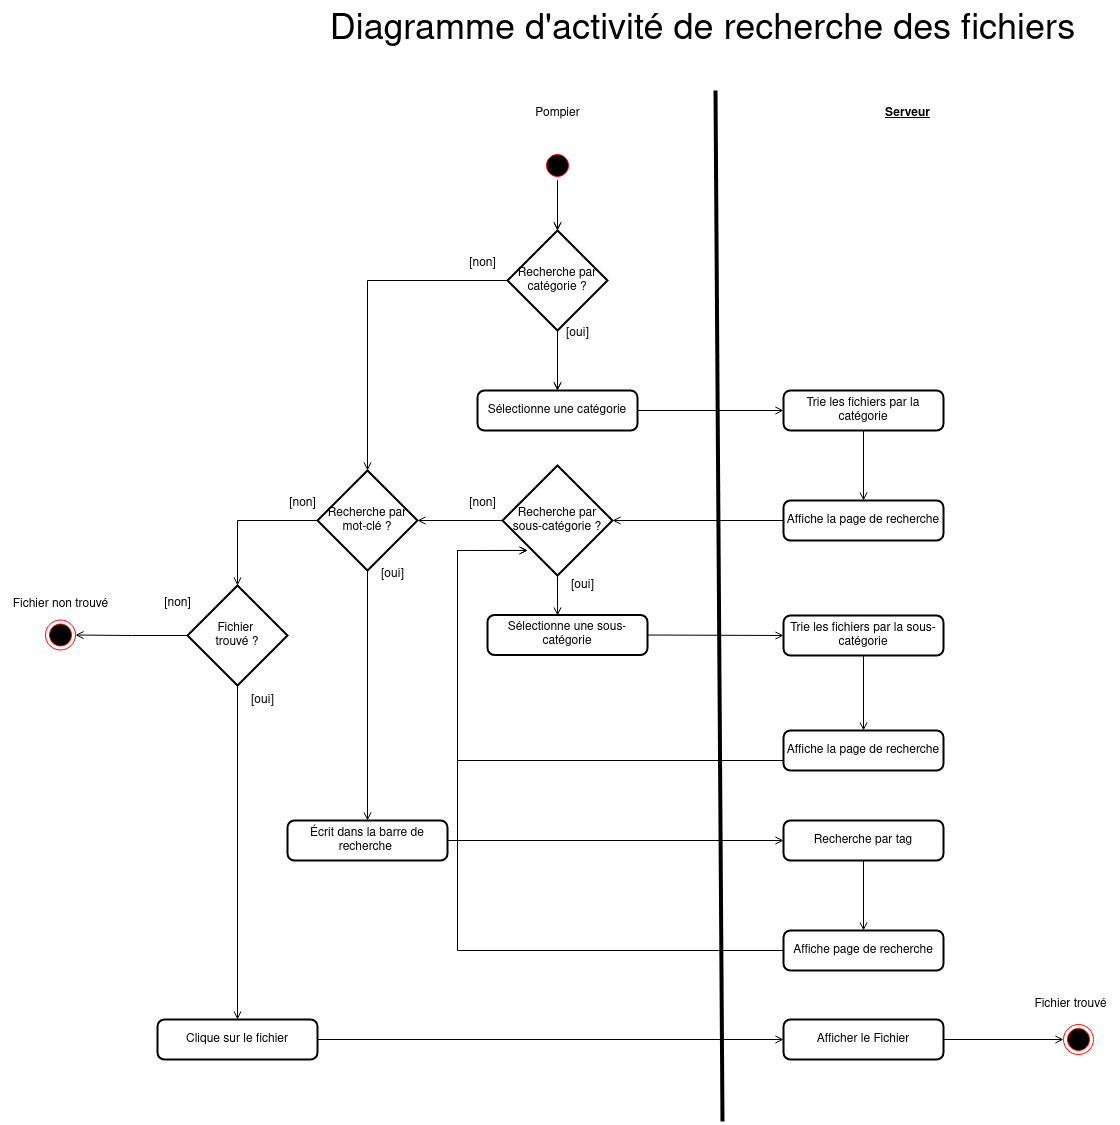 Diagramme d'activité de recherche des fichiers
Pompier
Serveur
[non]
Recherche par
catégorie ?
[oui]
Sélectionne une catégorie
Trie les fichiers par la
catégorie
[non]
Recherche par
mot-clé ?
[non]
Recherche par
sous-catégorie ?
Affiche la page de recherche
[oui]
[oui]
Fichier non trouvé
[non]
Fichier
trouvé ?
Sélectionne une sous-
catégorie
Trie les fichiers par la sous-
catégorie
[oui]
Affiche la page de recherche
Écrit dans la barre de
recherche
Recherche par tag
Affiche page de recherche
Fichier trouvé
Clique sur le fichier
Afficher le Fichier